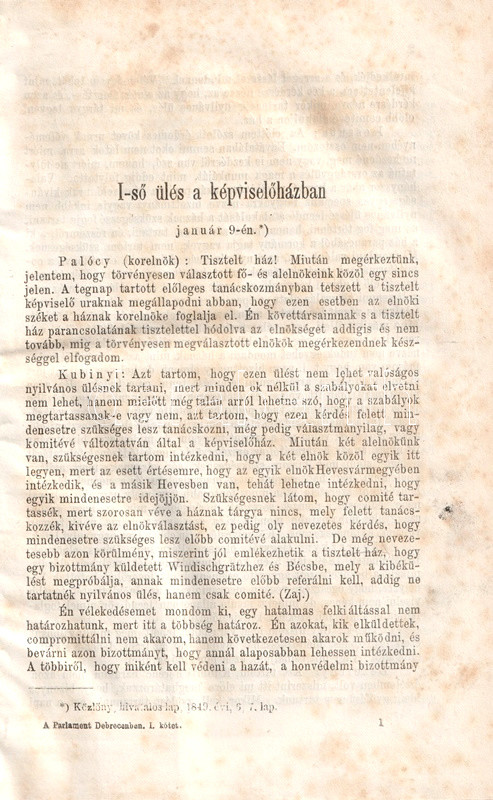 I-ső ülés a képviselőházban
január 9-én.*)
Palócy (korelnök) : Tisztelt ház! Miután megérkeztünk,
jelentem, hogy törvényesen választott fő- és alelnökeink közöl egy sincs
jelen. A tegnap tartott előleges tanácskozmányban tetszett a tisztelt
képviselő uraknak megállapodni abban, hogy ezen esetben az elnöki
széket a háznak korelnöke foglalja el. Én követtársaimnak s a tisztelt
ház parancsolatának tisztelettel hódolva az elnökséget addigis és nem
tovább, míg a törvényesen megválasztott elnökök megérkezendnek kész-
séggel elfogadom.
Kubinyi: Azt tartom, hogy ezen ülést nem lehet valóságos
nyilvános ülésnek tartani, mert minden ok nélkül a szabályokat elvetni
nem lehet, hanem mielőtt még talán arról lehetne szó, hogy a szabályok
megtartassanak-e vagy nem, azt tartom, hogy ezen kérdés felett min-
denesetre szükséges lesz tanácskozni, még pedig választmányilag, vagy
komitévé változtatván által a képviselőház. Miután két alelnökünk
van, szükségesnek tartom intézkedni, hogy a két elnök közöl egyik itt
legyen, mert az esett értésemre, hogy az egyik elnök Hevesvármegyében
intézkedik, és a másik Hevesben van, tehát lehetne intézkedni, hogy
egyik mindenesetre idejöjjön. Szükségesnek látom, hogy comité tar-
tassék, mert szorosan véve a háznak tárgya nincs, mely felett tanács-
kozzék, kivéve az elnökválasztást, ez pedig oly nevezetes kérdés, hogy
mindenesetre szükséges lesz előbb comitévé alakulni. De még neveze-
tesebb azon körülmény, miszerint jól emlékezhetik a tisztelt ház, hogy
egy bizottmány küldetett Windischgrätzhez és Bécsbe, mely a kibékü-
lést megpróbálja, annak mindenesetre előbb referálni kell, addig ne
tartatnék nyilvános ülés, hanem csak comité. (Zaj.)
Én vélekedésemet mondom ki, egy hatalmas felkiáltással nem
határozhatunk, mert itt a többség határoz. Én azokat, kik elküldettek,
compromittálni nem akarom, hanem következetesen akarok működni, és
bevárni azon bizottmányt, hogy annál alaposabban lehessen intézkedni.
A többiről, hogy miként kell védeni a hazát, a honvédelmi bizottmány
*) Közlöny, hivatalos lap, 1849. évi, 6. 7. lap.
A Parlament Debrecenben. I. kötet.
1